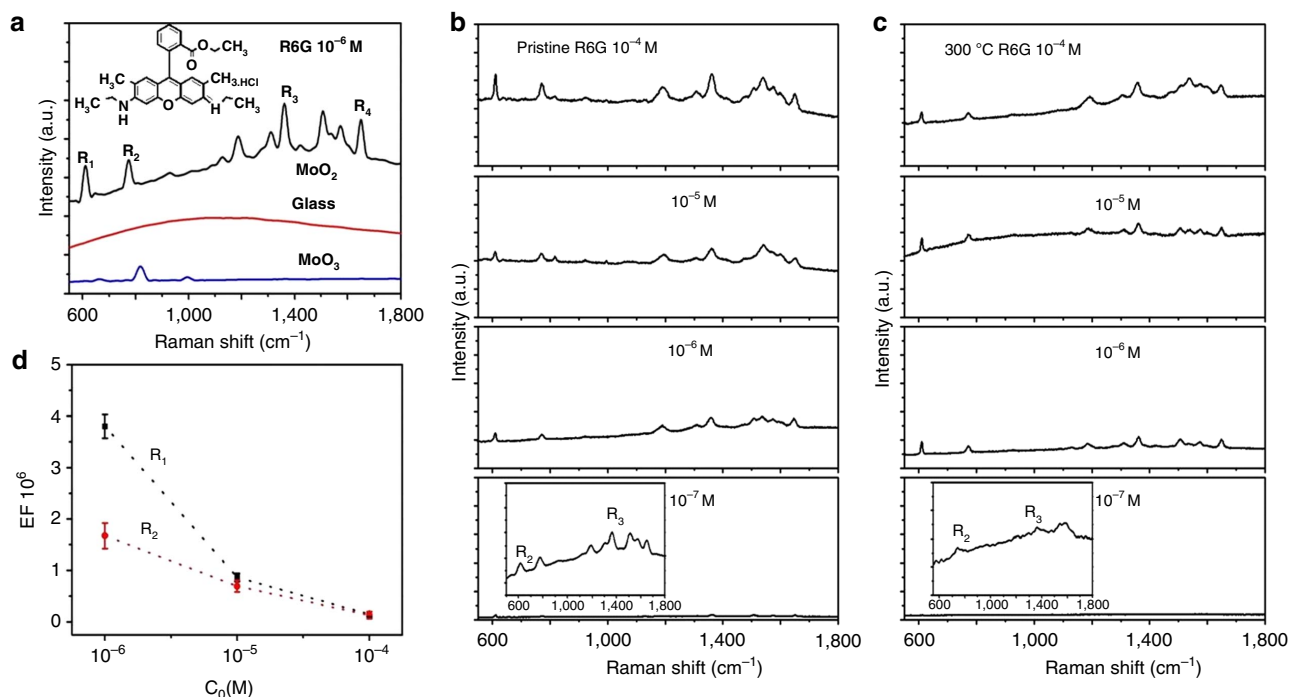 a
R6G 10⁻⁶ M
O CH₃
O
H₃C CH₃.HCl
CH₃ N H O H CH₃
R₁ R₂ R₃ R₄
MoO₂
Glass
MoO₃
Intensity (a.u.)
600 1,000 1,400 1,800
Raman shift (cm⁻¹)
b
Pristine R6G 10⁻⁴ M
10⁻⁵ M
10⁻⁶ M
10⁻⁷ M
R₃
R₂
600 1,000 1,400 1,800
Intensity (a.u.)
600 1,000 1,400 1,800
Raman shift (cm⁻¹)
c
300 °C R6G 10⁻⁴ M
10⁻⁵ M
10⁻⁶ M
10⁻⁷ M
R₃
R₂
600 1,000 1,400 1,800
Intensity (a.u.)
600 1,000 1,400 1,800
Raman shift (cm⁻¹)
d
5
4
3
2
1
0
EF 10⁶
R₁
R₂
10⁻⁶ 10⁻⁵ 10⁻⁴
C₀(M)